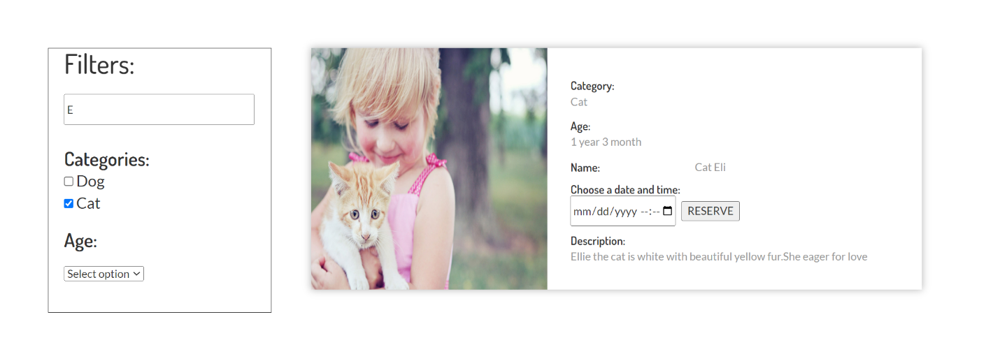 Filters:
E
Categories:
Dog
Cat
Age:
Select option
Category:
Cat
Age:
1 year 3 month
Name: Cat Eli
Choose a date and time:
mm/dd/yyyy --:-- RESERVE
Description:
Ellie the cat is white with beautiful yellow fur.She eager for love